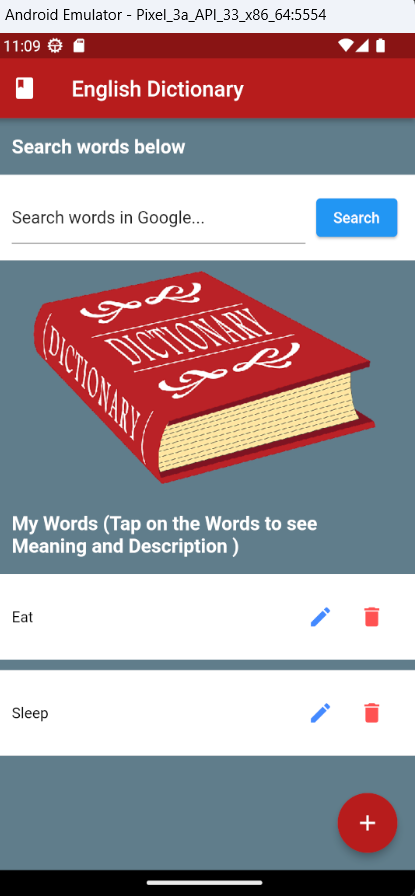 Android Emulator - Pixel_3a_API_33_x86_64:5554
11:09
English Dictionary
Search words below
Search words in Google...
Search
DICTIONARY
DICTIONARY
My Words (Tap on the Words to see
Meaning and Description )
Eat
Sleep